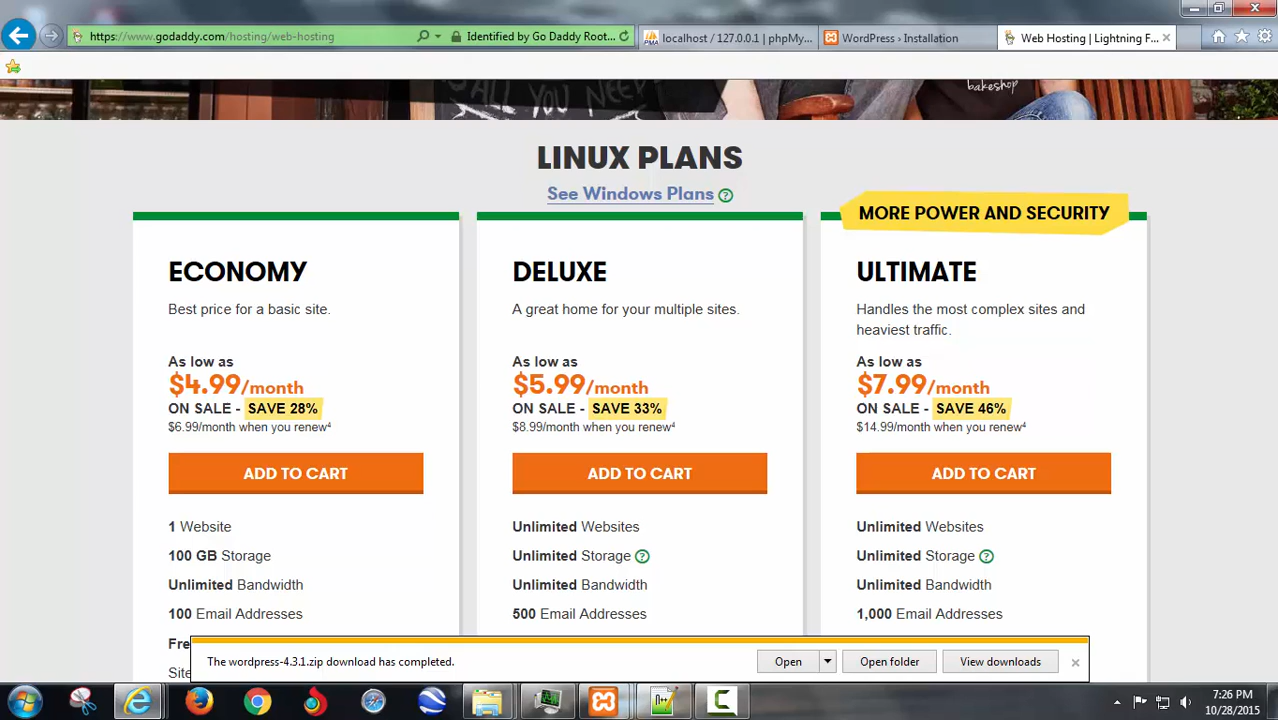 https://www.godaddy.com/hosting/web-hosting
Identified by Go Daddy Root...
localhost / 127.0.0.1 | phpMy...
WordPress › Installation
Web Hosting | Lightning F...
ALL YOU NEED
bakeshop
LINUX PLANS
See Windows Plans ?
MORE POWER AND SECURITY
ECONOMY
Best price for a basic site.
As low as
$4.99/month
ON SALE - SAVE 28%
$6.99/month when you renew⁴
ADD TO CART
1 Website
100 GB Storage
Unlimited Bandwidth
100 Email Addresses
Fre
Site
DELUXE
A great home for your multiple sites.
As low as
$5.99/month
ON SALE - SAVE 33%
$8.99/month when you renew⁴
ADD TO CART
Unlimited Websites
Unlimited Storage ?
Unlimited Bandwidth
500 Email Addresses
ULTIMATE
Handles the most complex sites and
heaviest traffic.
As low as
$7.99/month
ON SALE - SAVE 46%
$14.99/month when you renew⁴
ADD TO CART
Unlimited Websites
Unlimited Storage ?
Unlimited Bandwidth
1,000 Email Addresses
The wordpress-4.3.1.zip download has completed.
Open
Open folder
View downloads
7:26 PM
10/28/2015